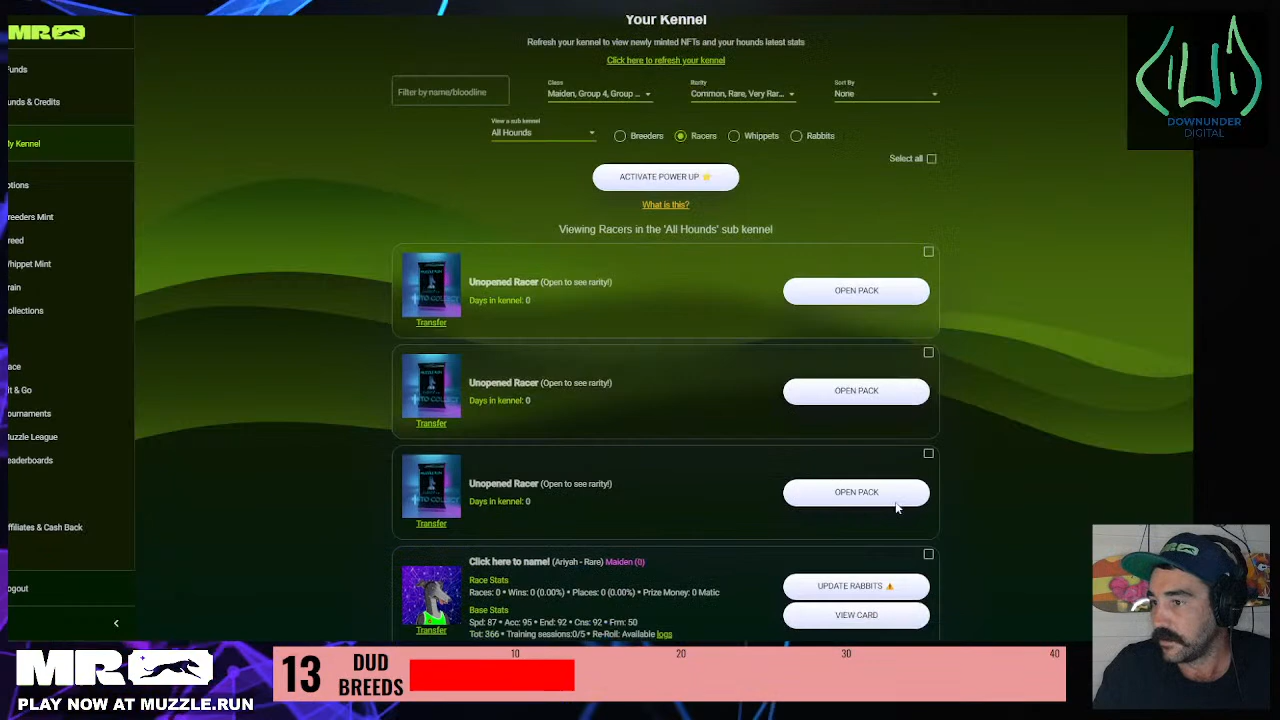 MR
Your Kennel
Refresh your kennel to view newly minted NFTs and your hounds latest stats
Click here to refresh your kennel
Filter by name/bloodline
Class
Maiden, Group 4, Group ...
Rarity
Common, Rare, Very Rar...
Sort By
None
View a sub kennel
All Hounds
Breeders
Racers
Whippets
Rabbits
Select all
ACTIVATE POWER UP ⭐
What is this?
Viewing Racers in the 'All Hounds' sub kennel
Unopened Racer (Open to see rarity!)
Days in kennel: 0
Transfer
OPEN PACK
Unopened Racer (Open to see rarity!)
Days in kennel: 0
Transfer
OPEN PACK
Unopened Racer (Open to see rarity!)
Days in kennel: 0
Transfer
OPEN PACK
Click here to name! (Ariyah - Rare) Maiden (0)
Race Stats
Races: 0 • Wins: 0 (0.00%) • Places: 0 (0.00%) • Prize Money: 0 Matic
Base Stats
Spd: 87 • Acc: 95 • End: 92 • Cns: 92 • Frm: 50
Tot: 366 • Training sessions:0/5 • Re-Roll: Available logs
Transfer
UPDATE RABBITS ⚠
VIEW CARD
unds
unds & Credits
y Kennel
ptions
reeders Mint
reed
hippet Mint
rain
ollections
ace
it & Go
ournaments
uzzle League
eaderboards
ffiliates & Cash Back
ogout
DOWNUNDER
DIGITAL
MR
PLAY NOW AT MUZZLE.RUN
13
DUD
BREEDS
10
20
30
40